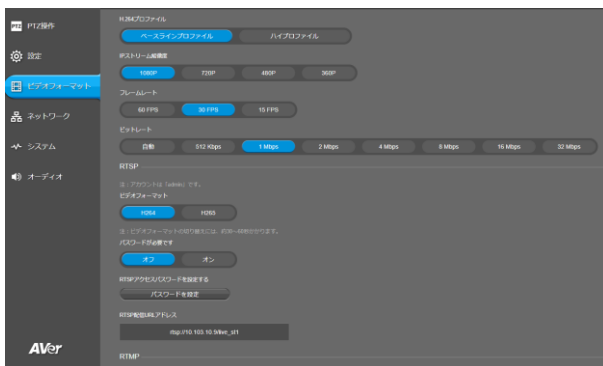 PTZ PTZ操作
設定
ビデオフォーマット
ネットワーク
システム
オーディオ
AVer
H.264プロファイル
ベースラインプロファイル ハイプロファイル
IPストリーム解像度
1080P 720P 480P 360P
フレームレート
60 FPS 30 FPS 15 FPS
ビットレート
自動 512 Kbps 1 Mbps 2 Mbps 4 Mbps 8 Mbps 16 Mbps 32 Mbps
RTSP
注：アカウントは「admin」です。
ビデオフォーマット
H264 H265
注：ビデオフォーマットの切り替えには、
パスワードが必要です
オフ オン
RTSPアクセスパスワードを設定する
パスワードを設定
RTSP配信URLアドレス
rtsp://10.103.10.9/live_st1
RTMP